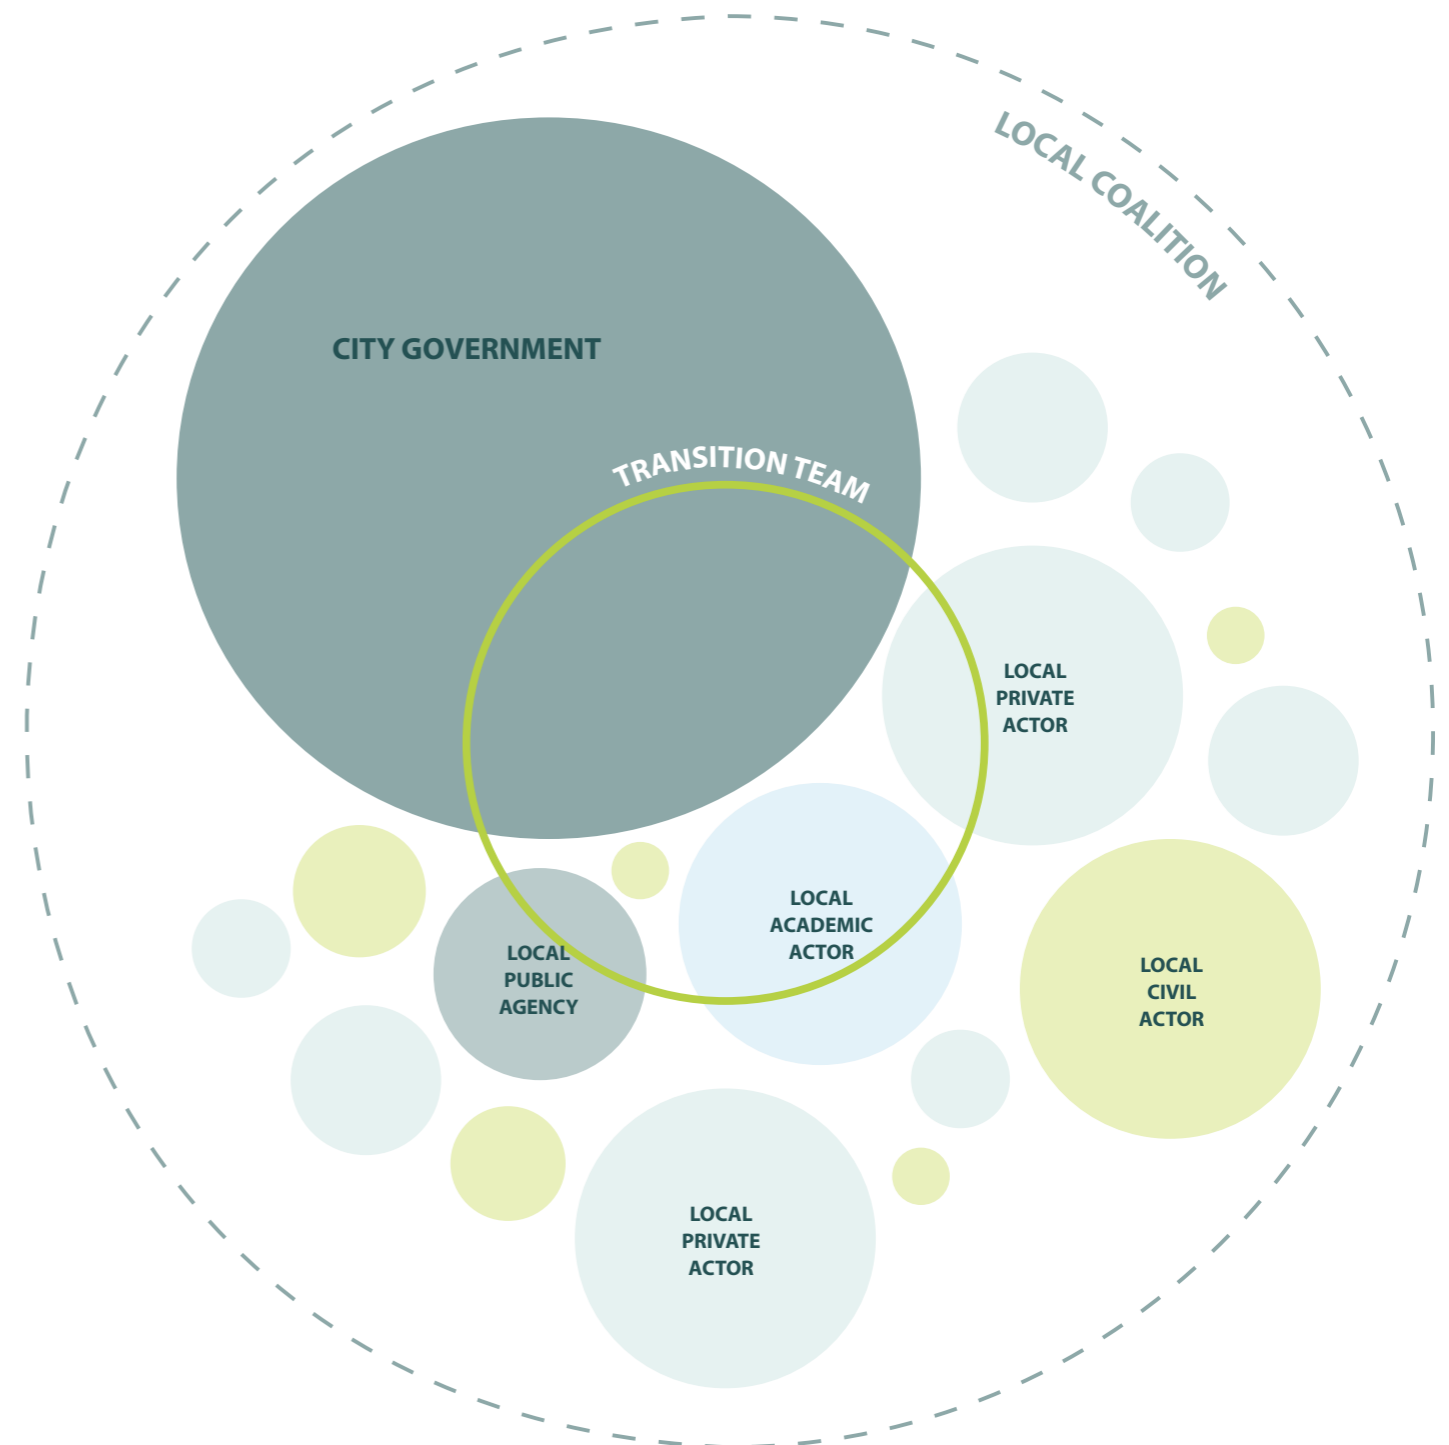 LOCAL COALITION
CITY GOVERNMENT
TRANSITION TEAM
LOCAL
PRIVATE
ACTOR
LOCAL
ACADEMIC
ACTOR
LOCAL
PUBLIC
AGENCY
LOCAL
CIVIL
ACTOR
LOCAL
PRIVATE
ACTOR